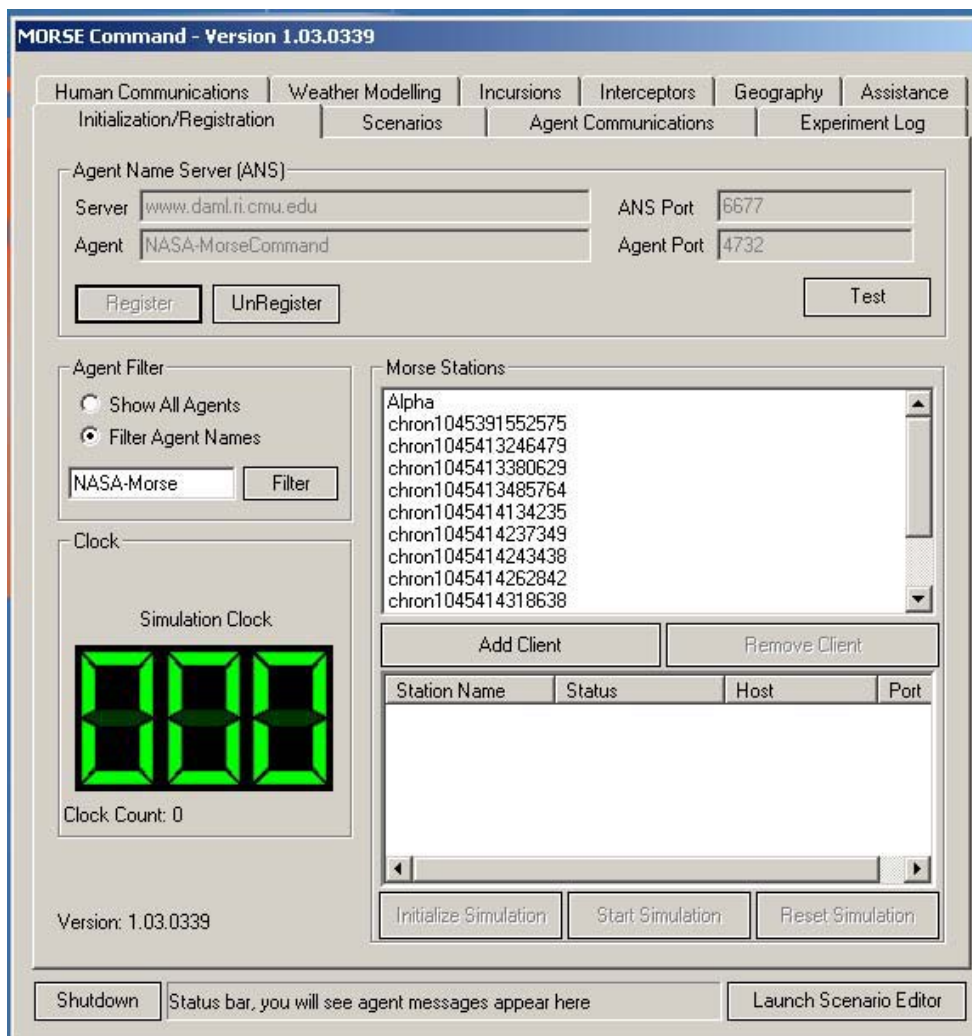 MORSE Command - Version 1.03.0339
Human Communications Weather Modelling Incursions Interceptors Geography Assistance
Initialization/Registration Scenarios Agent Communications Experiment Log
Agent Name Server (ANS)
Server www.daml.ri.cmu.edu ANS Port 6677
Agent NASA-MorseCommand Agent Port 4732
Register UnRegister Test
Agent Filter
Show All Agents
Filter Agent Names
NASA-Morse Filter
Morse Stations
Alpha
chron1045391552575
chron1045413246479
chron1045413380629
chron1045413485764
chron1045414134235
chron1045414237349
chron1045414243438
chron1045414262842
chron1045414318638
Add Client Remove Client
Station Name Status Host Port
Clock
Simulation Clock
000
Clock Count: 0
Version: 1.03.0339
Initialize Simulation Start Simulation Reset Simulation
Shutdown Status bar, you will see agent messages appear here Launch Scenario Editor